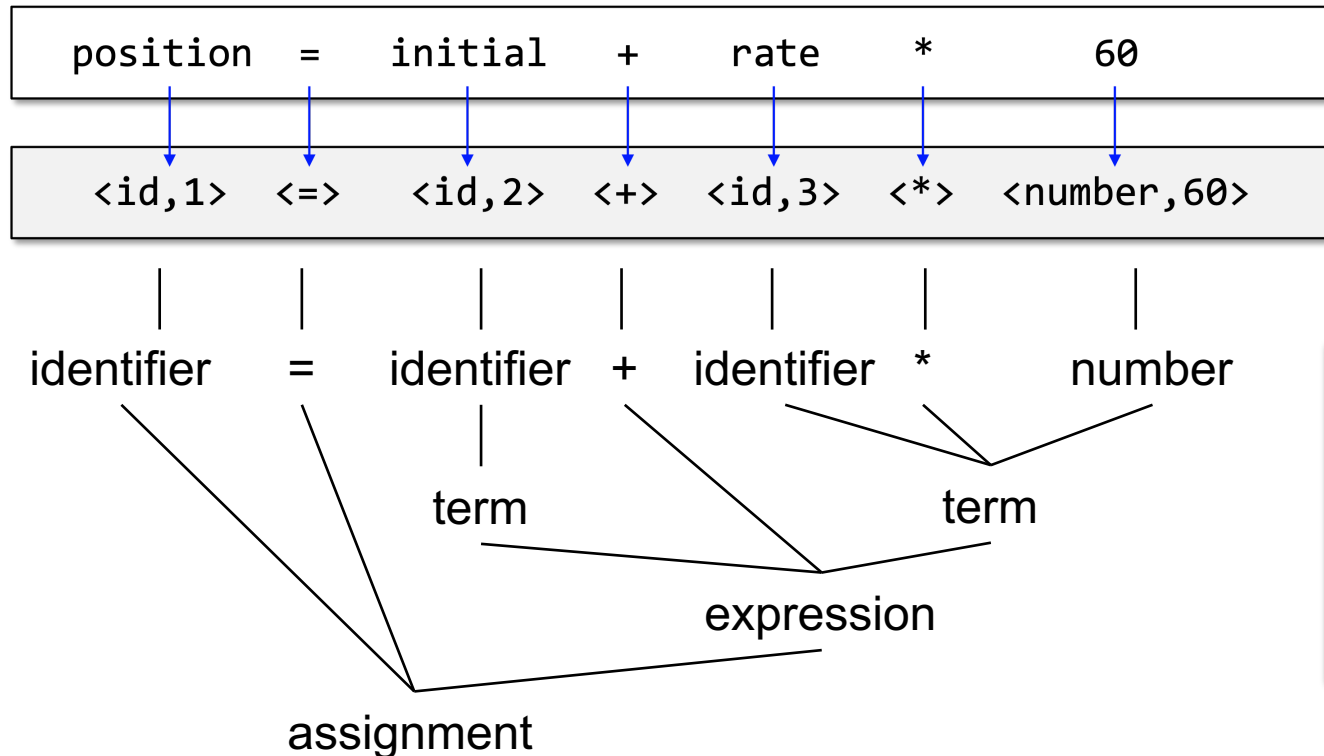 position = initial + rate * 60
<id,1> <=> <id,2> <+> <id,3> <*> <number,60>
identifier = identifier + identifier * number
term term
expression
assignment